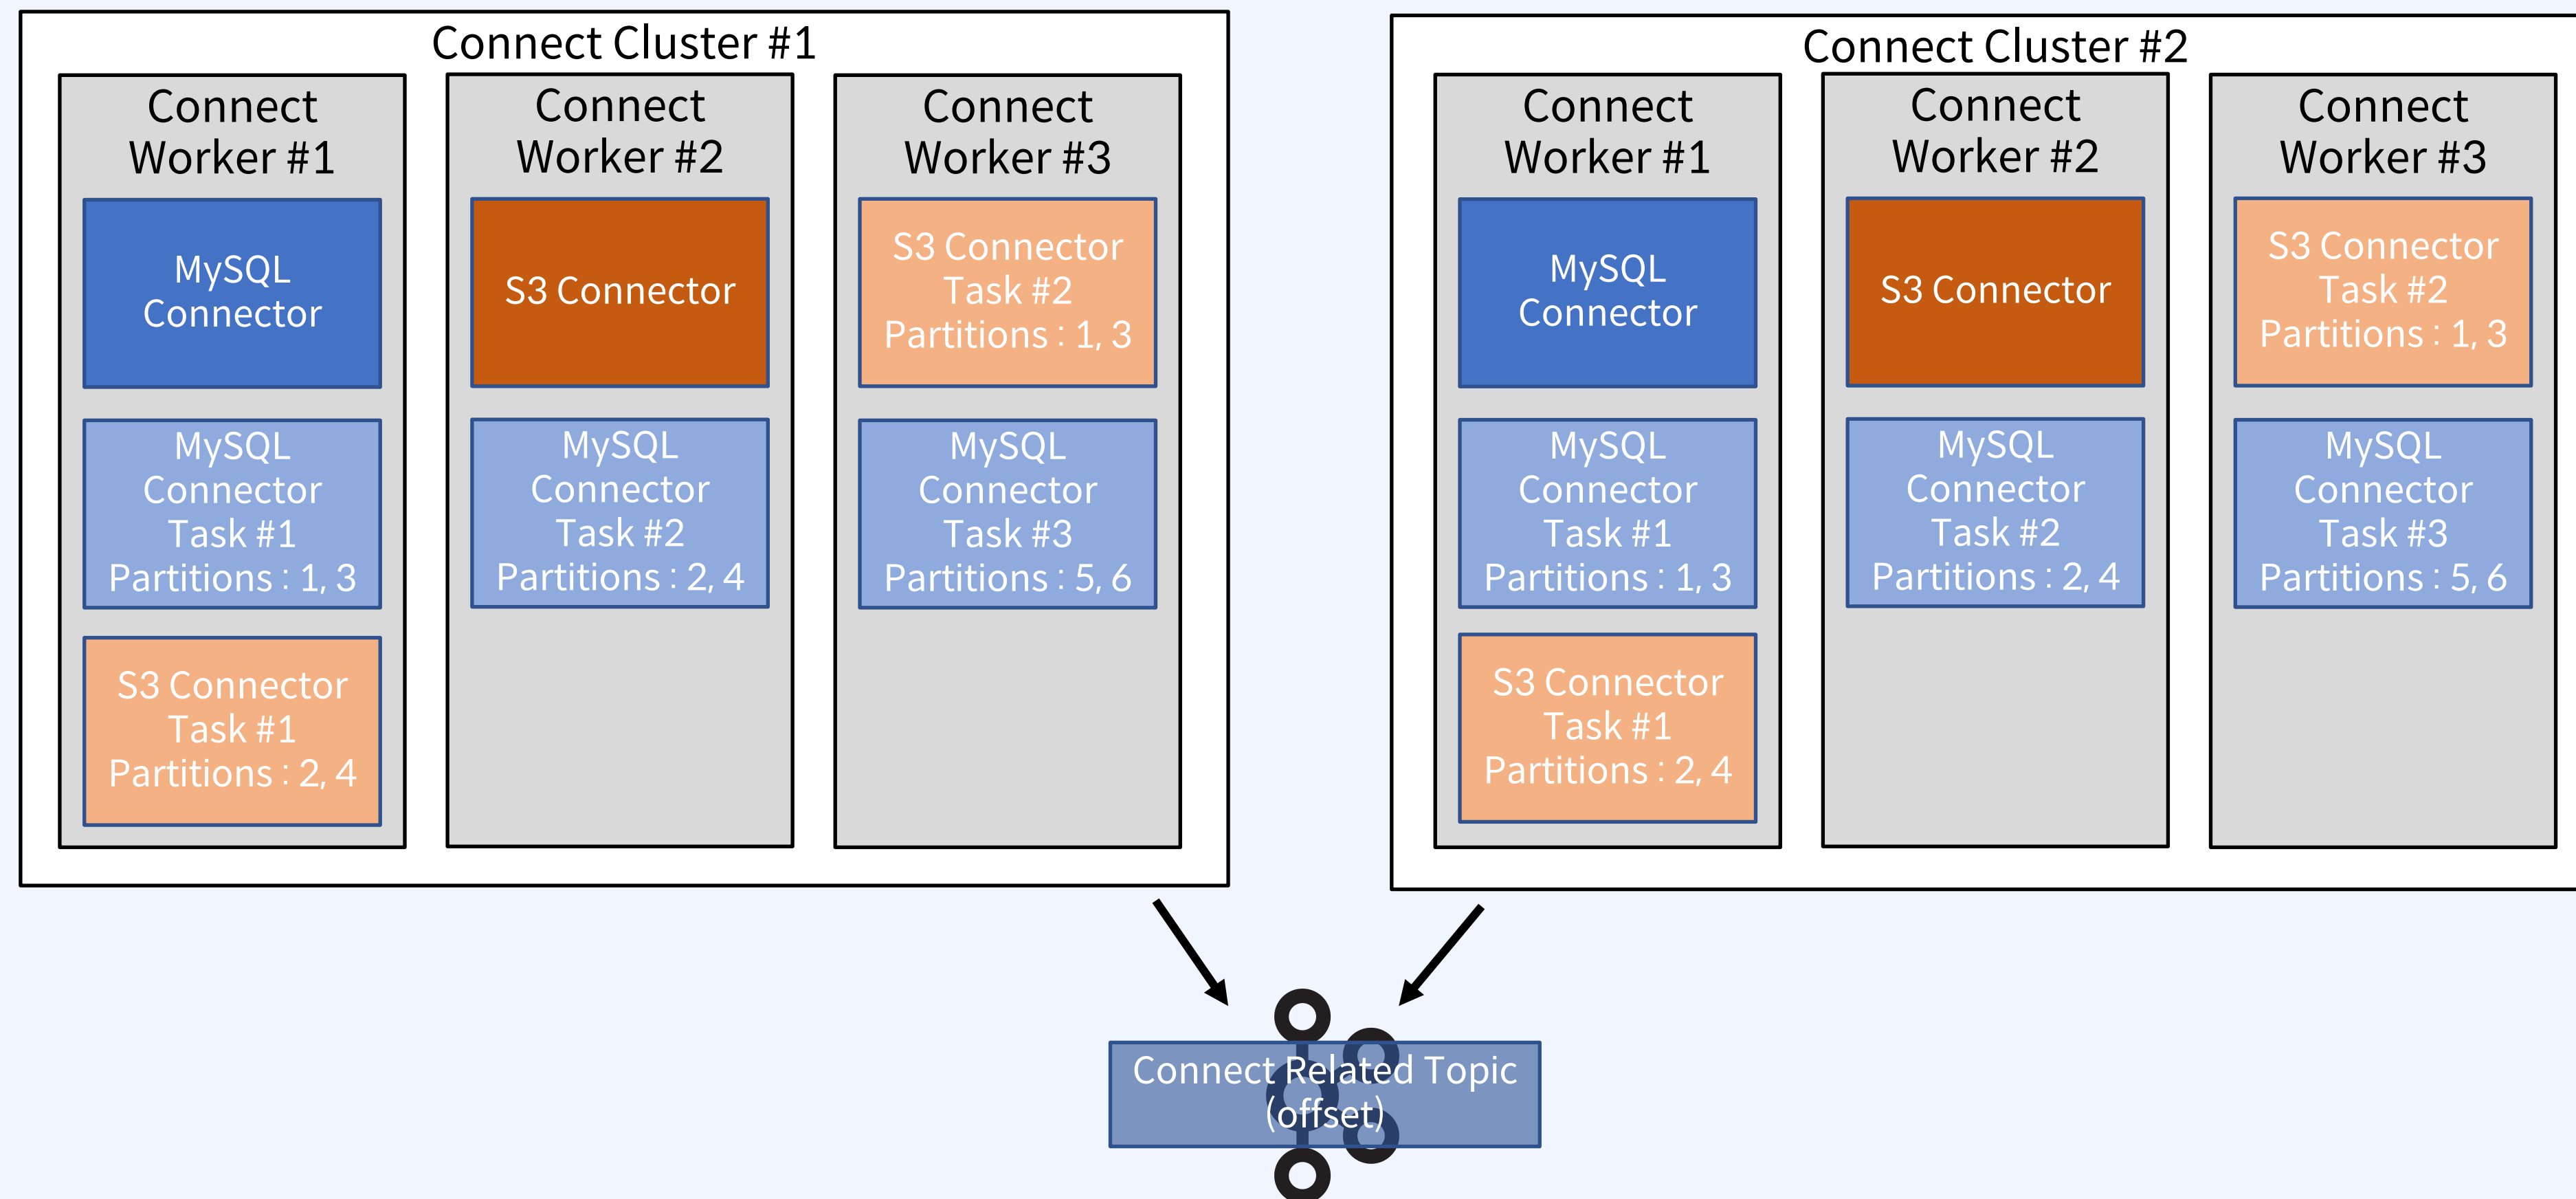 Connect Cluster #1
Connect
Worker #1
MySQL
Connector
MySQL
Connector
Task #1
Partitions : 1, 3
S3 Connector
Task #1
Partitions : 2, 4
Connect
Worker #2
S3 Connector
MySQL
Connector
Task #2
Partitions : 2, 4
Connect
Worker #3
S3 Connector
Task #2
Partitions : 1, 3
MySQL
Connector
Task #3
Partitions : 5, 6
Connect Cluster #2
Connect
Worker #1
MySQL
Connector
MySQL
Connector
Task #1
Partitions : 1, 3
S3 Connector
Task #1
Partitions : 2, 4
Connect
Worker #2
S3 Connector
MySQL
Connector
Task #2
Partitions : 2, 4
Connect
Worker #3
S3 Connector
Task #2
Partitions : 1, 3
MySQL
Connector
Task #3
Partitions : 5, 6
Connect Related Topic
(offset)